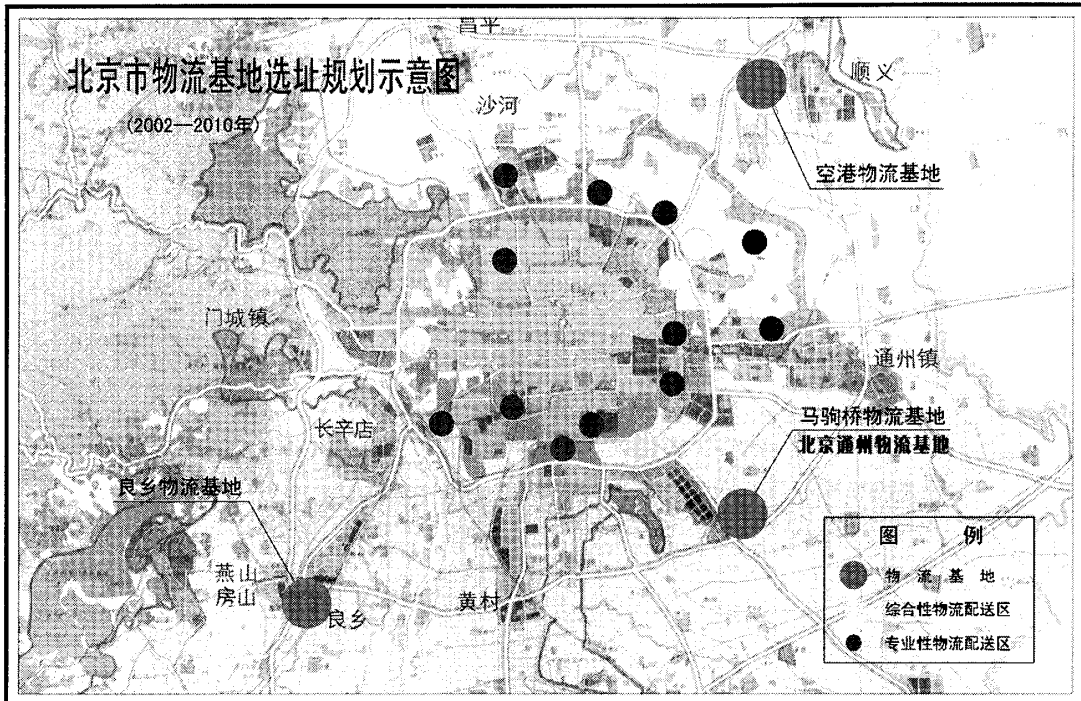 昌平
北京市物流基地选址规划示意图
(2002—2010年)
沙河
顺义
空港物流基地
门城镇
通州镇
长辛店
马驹桥物流基地
北京通州物流基地
良乡物流基地
燕山
房山
良乡
黄村
图 例
物流基地
综合性物流配送区
专业性物流配送区